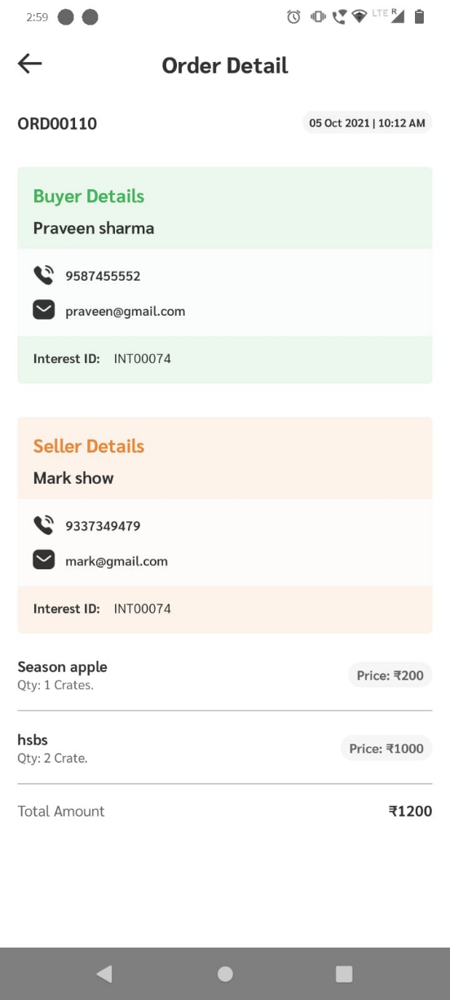 2:59
LTE R
Order Detail
ORD00110
05 Oct 2021 | 10:12 AM
Buyer Details
Praveen sharma
9587455552
praveen@gmail.com
Interest ID: INT00074
Seller Details
Mark show
9337349479
mark@gmail.com
Interest ID: INT00074
Season apple
Qty: 1 Crates.
Price: ₹200
hsbs
Qty: 2 Crate.
Price: ₹1000
Total Amount ₹1200